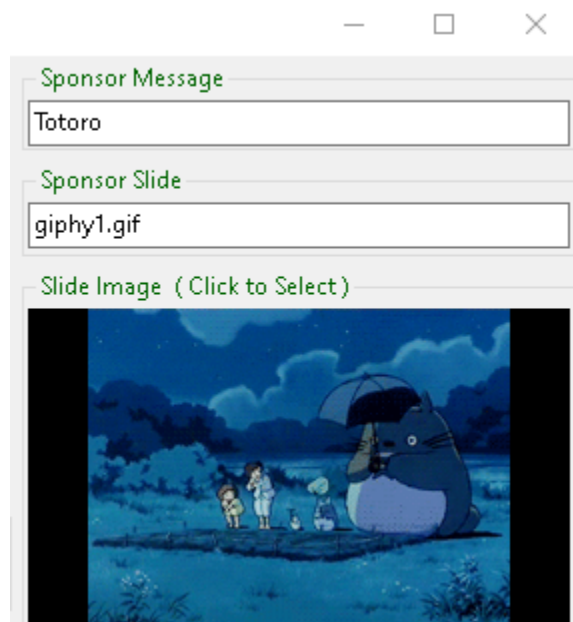 Sponsor Message
Totoro
Sponsor Slide
giphy1.gif
Slide Image ( Click to Select )